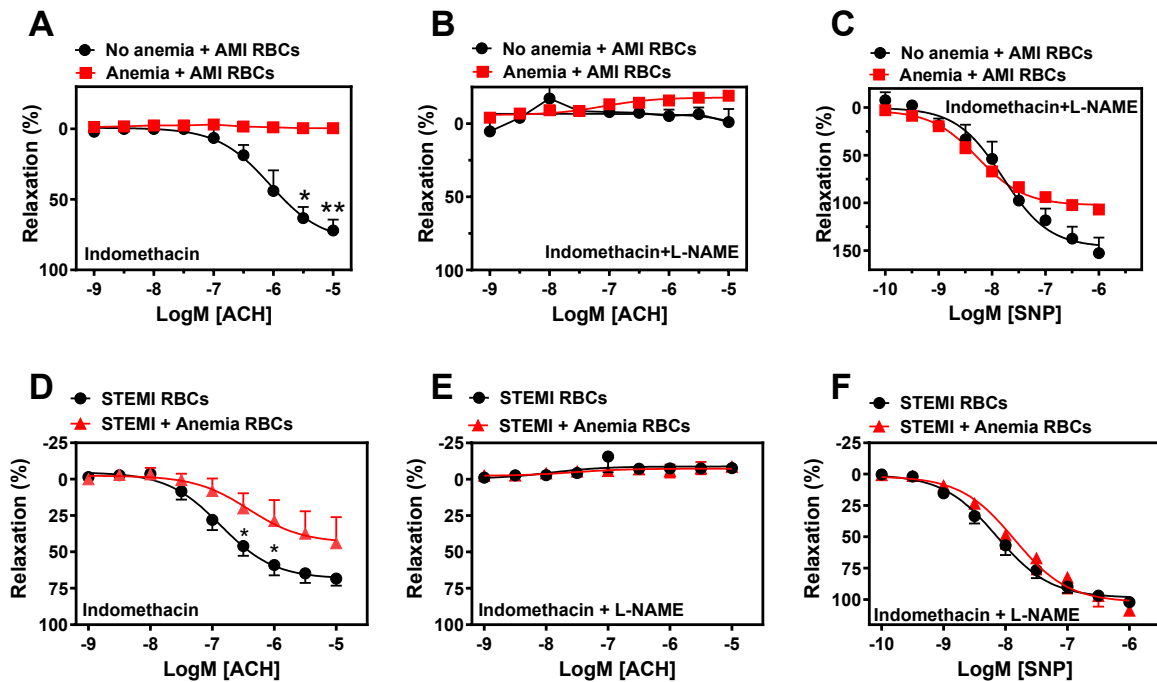 A
No anemia + AMI RBCs
Anemia + AMI RBCs
Relaxation (%)
0
50
100
* **
Indomethacin
-9 -8 -7 -6 -5
LogM [ACH]
B
No anemia + AMI RBCs
Anemia + AMI RBCs
Relaxation (%)
0
50
100
Indomethacin+L-NAME
-9 -8 -7 -6 -5
LogM [ACH]
C
No anemia + AMI RBCs
Anemia + AMI RBCs
Relaxation (%)
0
50
100
150
Indomethacin+L-NAME
-10 -9 -8 -7 -6
LogM [SNP]
D
STEMI RBCs
STEMI + Anemia RBCs
Relaxation (%)
-25
0
25
50
75
100
* *
Indomethacin
-9 -8 -7 -6 -5
LogM [ACH]
E
STEMI RBCs
STEMI + Anemia RBCs
Relaxation (%)
-25
0
25
50
75
100
Indomethacin + L-NAME
-9 -8 -7 -6 -5
LogM [ACH]
F
STEMI RBCs
STEMI + Anemia RBCs
Relaxation (%)
-25
0
25
50
75
100
Indomethacin + L-NAME
-10 -9 -8 -7 -6
LogM [SNP]